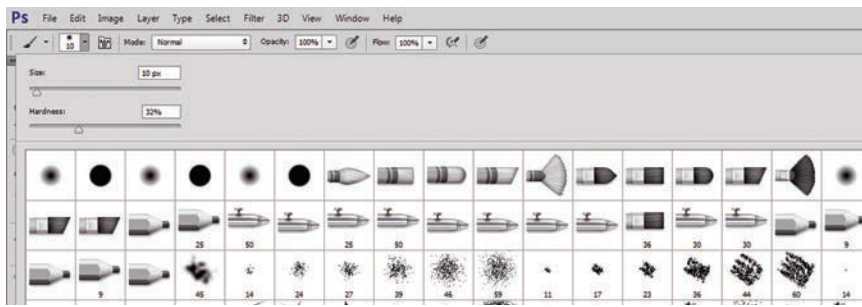 Ps File Edit Image Layer Type Select Filter 3D View Window Help
10 Mode: Normal Opacity: 100% Flow: 100%
Size: 10 px
Hardness: 32%
25 50 25 50 36 30 30 9
9 45 14 24 27 39 46 59 11 17 23 36 44 60 14